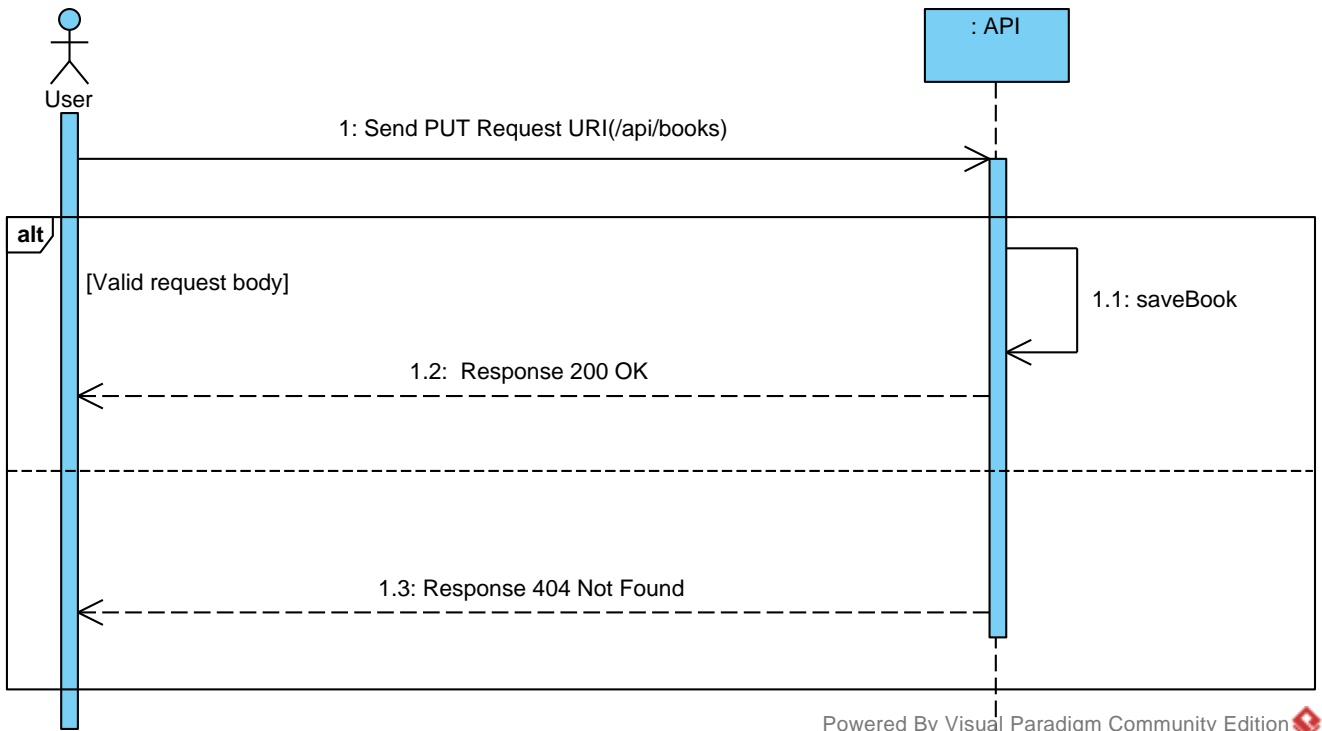 : API
User
1: Send PUT Request URI(/api/books)
alt
[Valid request body]
1.1: saveBook
1.2:  Response 200 OK
1.3: Response 404 Not Found
Powered By Visual Paradigm Community Edition